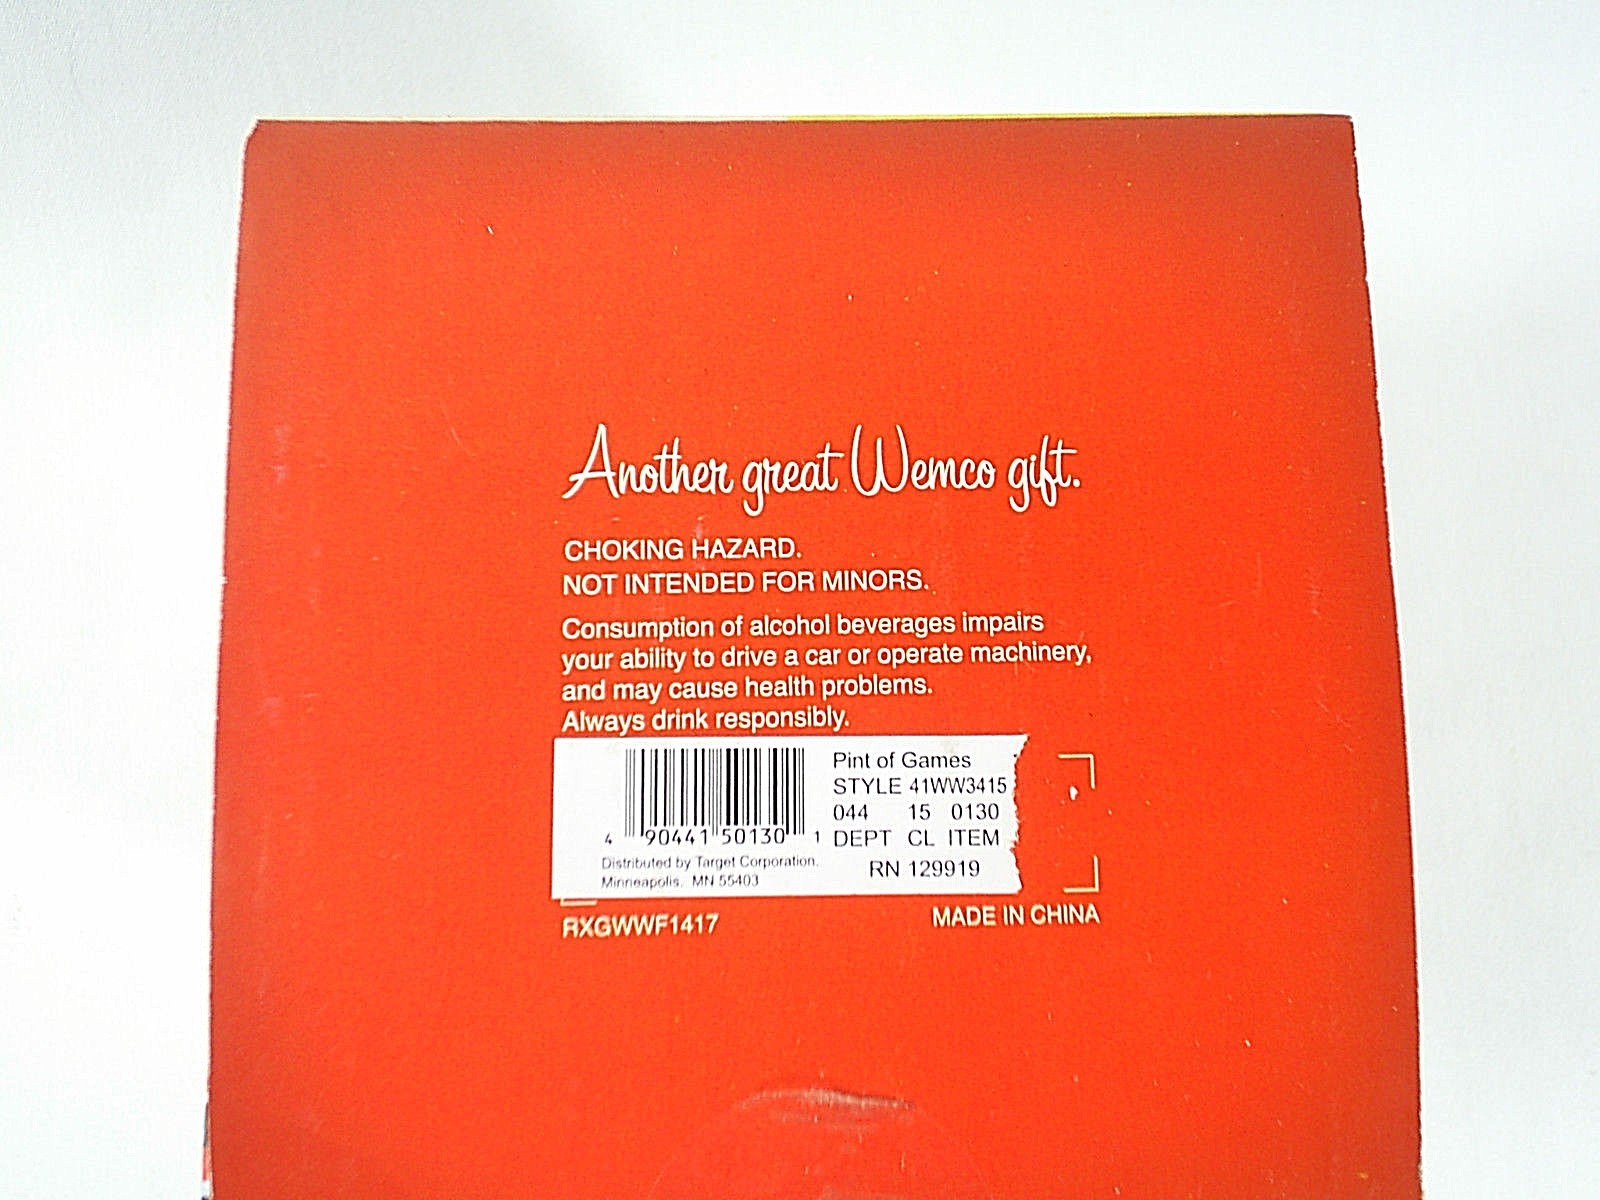 Another great Wemco gift.
CHOKING HAZARD.
NOT INTENDED FOR MINORS.
Consumption of alcohol beverages impairs
your ability to drive a car or operate machinery,
and may cause health problems.
Always drink responsibly.
Pint of Games
STYLE 41WW3415
044 15 0130
DEPT CL ITEM
RN 129919
4 90441 50130 1
Distributed by Target Corporation.
Minneapolis, MN 55403
RXGWWF1417
MADE IN CHINA